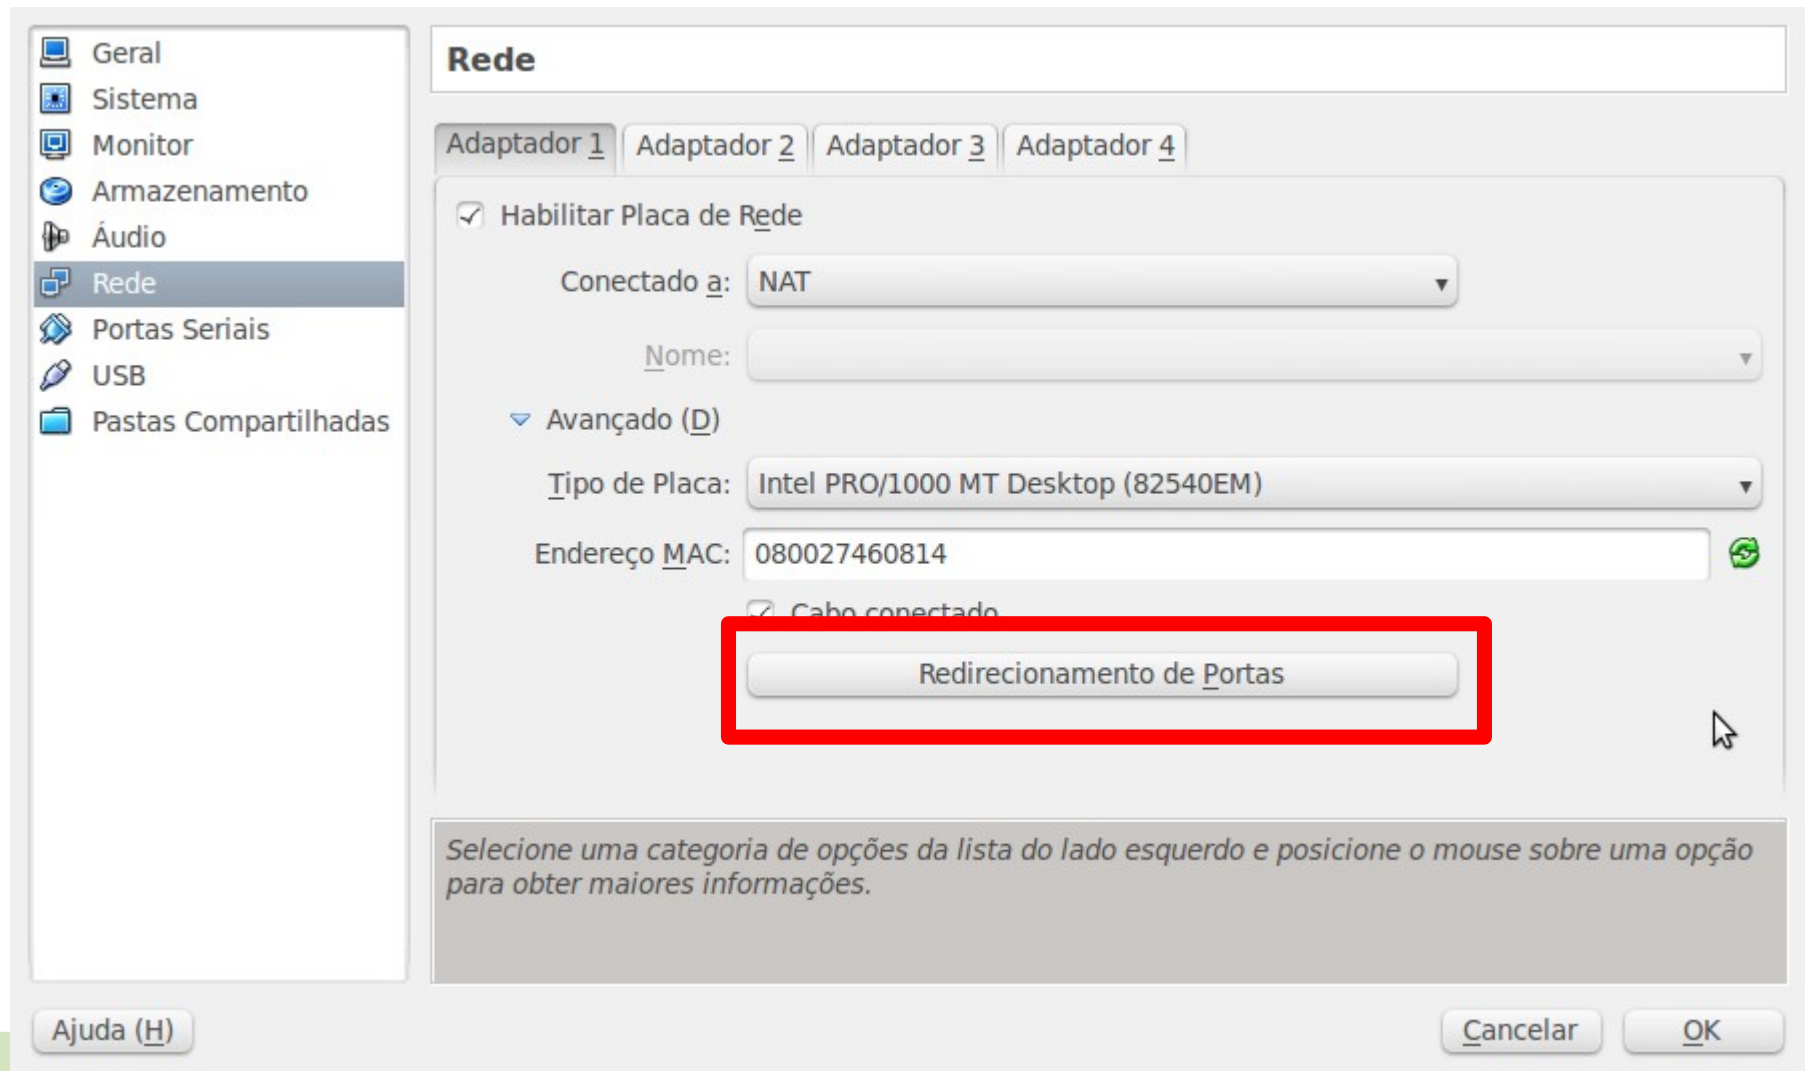 Geral
Sistema
Monitor
Armazenamento
Áudio
Rede
Portas Seriais
USB
Pastas Compartilhadas
Rede
Adaptador 1 Adaptador 2 Adaptador 3 Adaptador 4
Habilitar Placa de Rede
Conectado a: NAT
Nome:
Avançado (D)
Tipo de Placa: Intel PRO/1000 MT Desktop (82540EM)
Endereço MAC: 080027460814
Cabo conectado
Redirecionamento de Portas
Selecione uma categoria de opções da lista do lado esquerdo e posicione o mouse sobre uma opção
para obter maiores informações.
Ajuda (H) Cancelar OK